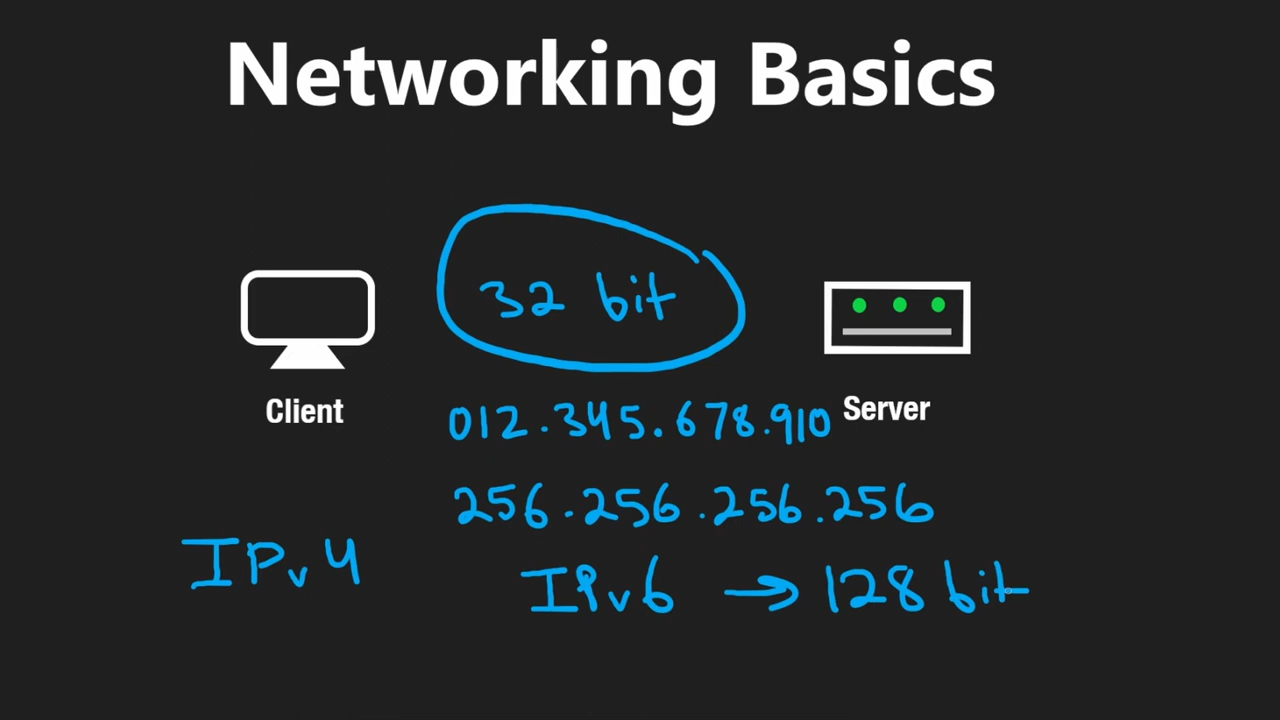 Networking Basics
32 bit
Client
Server
012.345.678.910
256.256.256.256
IPv4
IPv6 → 128 bit